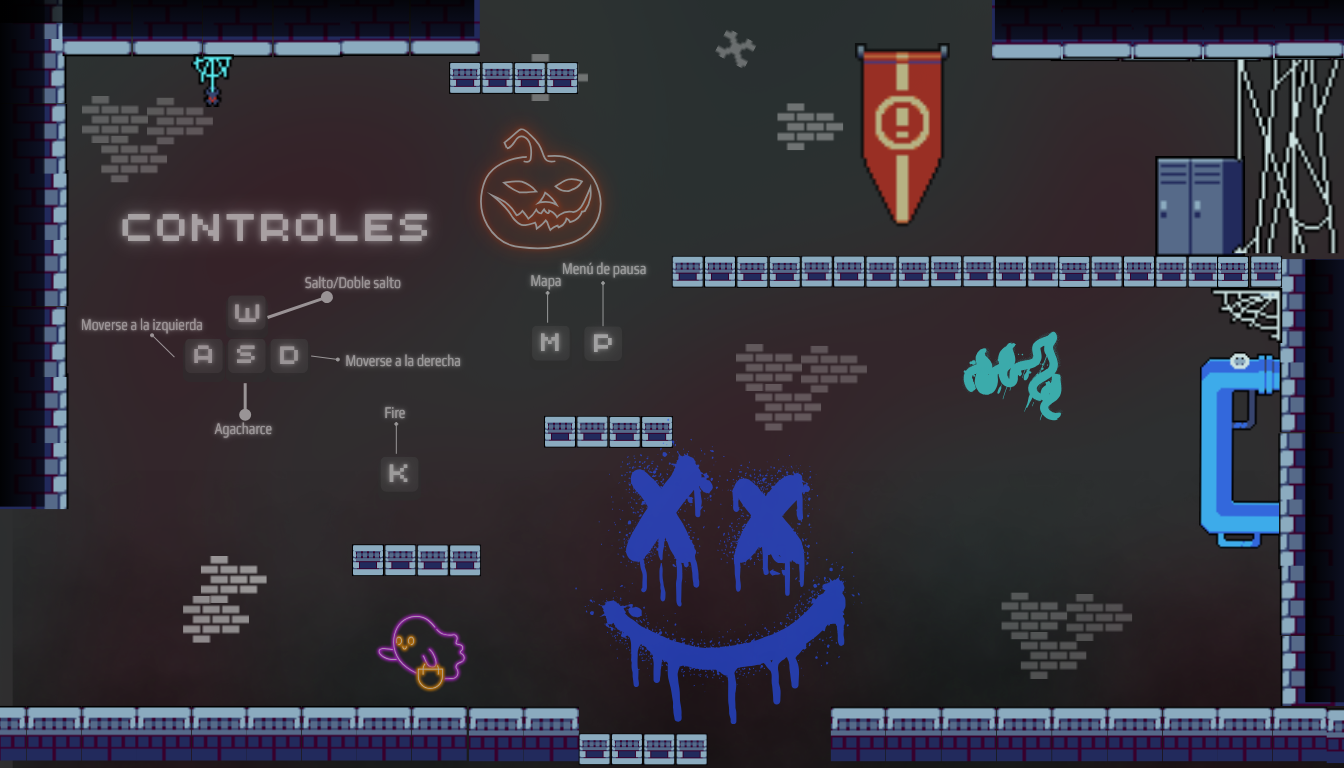 CONTROLES
Salto/Doble salto
Mapa
Menú de pausa
W
Moverse a la izquierda
A S D
Moverse a la derecha
M P
Agacharce
Fire
K